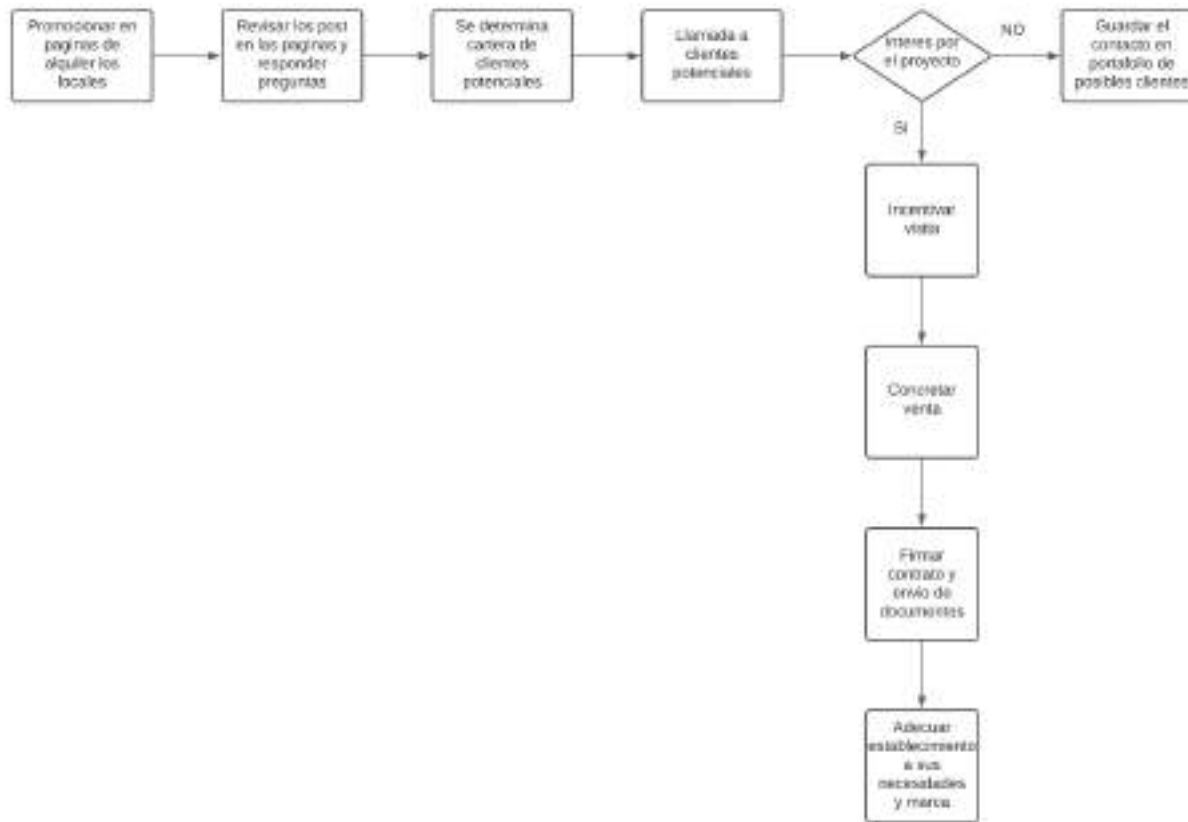 Promocionar en
paginas de
alquiler los
locales
Revisar los post
en las paginas y
responder
preguntas
Se determina
cartera de
clientes
potenciales
Llamada a
clientes
potenciales
Interes por
el proyecto
NO
Guardar el
contacto en
portafolio de
posibles clientes
SI
Incentivar
visita
Concretar
venta
Firmar
contrato y
envio de
documentos
Adecuar
establecimiento
a sus
necesidades
y marca